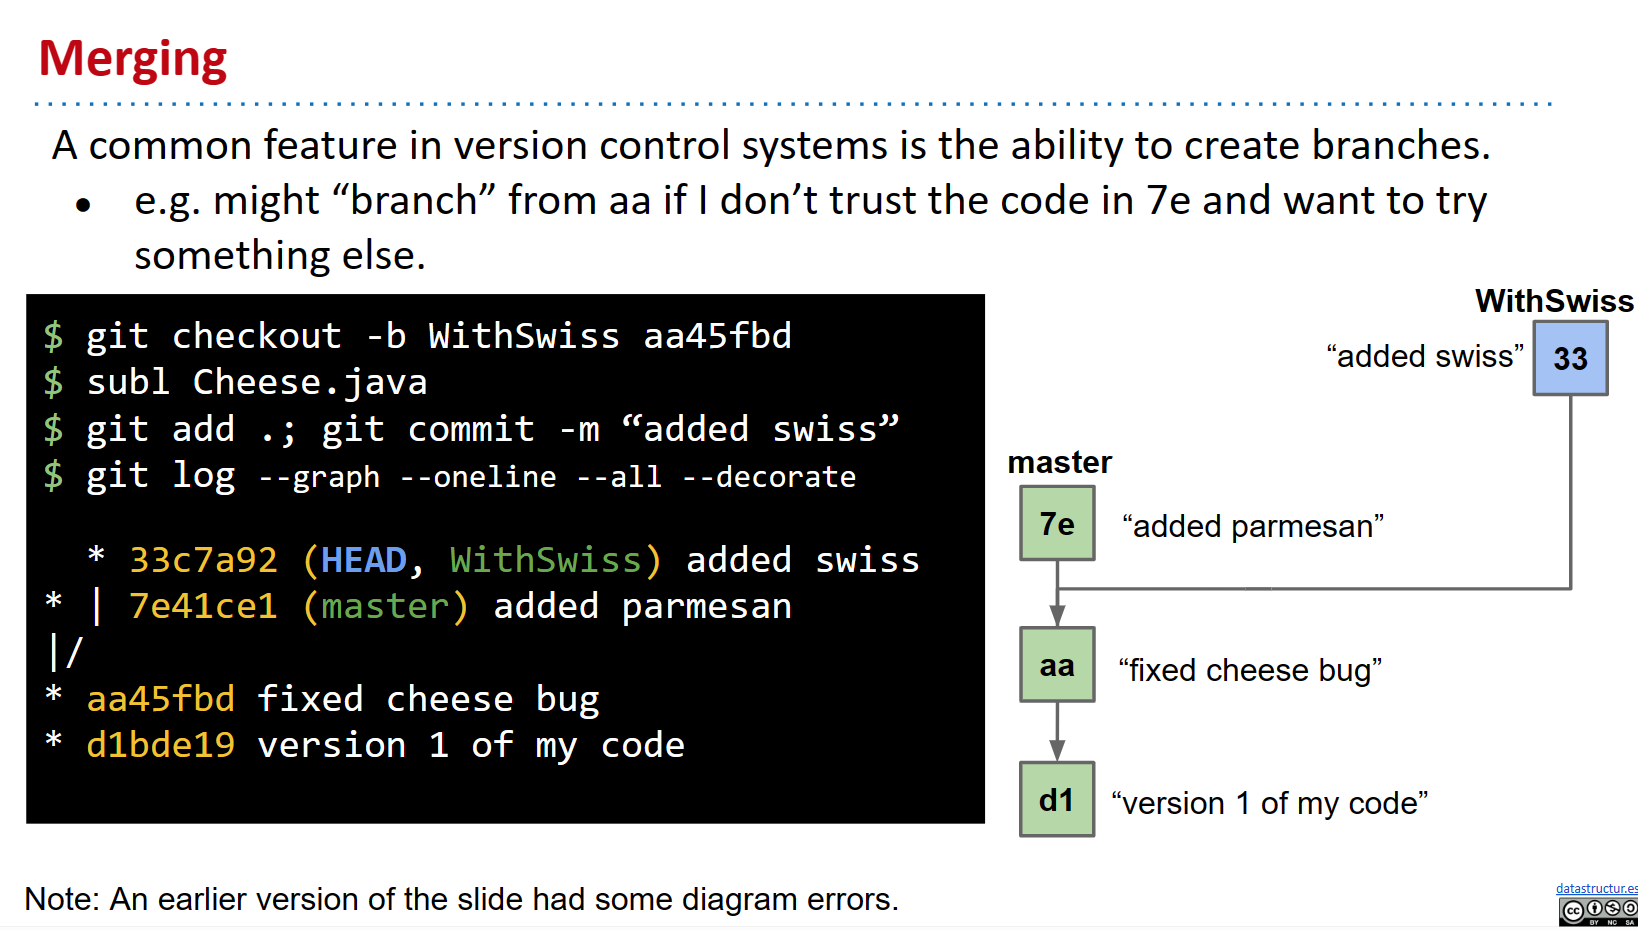 Merging
A common feature in version control systems is the ability to create branches.
● e.g. might “branch” from aa if I don’t trust the code in 7e and want to try
something else.
$ git checkout -b WithSwiss aa45fbd
$ subl Cheese.java
$ git add .; git commit -m “added swiss”
$ git log --graph --oneline --all --decorate
  * 33c7a92 (HEAD, WithSwiss) added swiss
* | 7e41ce1 (master) added parmesan
|/
* aa45fbd fixed cheese bug
* d1bde19 version 1 of my code
WithSwiss
“added swiss” 33
master
7e “added parmesan”
aa “fixed cheese bug”
d1 “version 1 of my code”
Note: An earlier version of the slide had some diagram errors.
datastructur.es
cc
BY NC SA